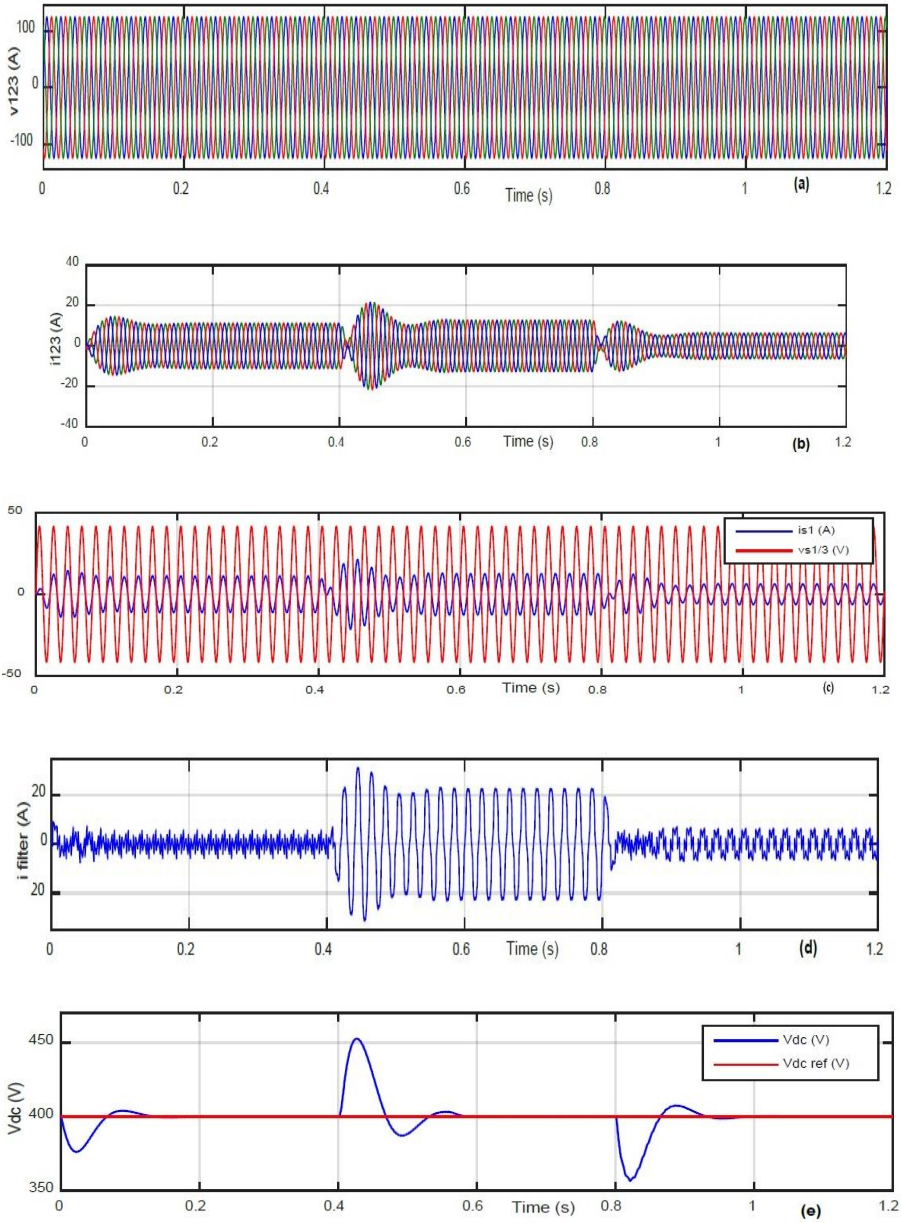 100
0
-100
v123 (A)
0 0.2 0.4 0.6 0.8 1 1.2
Time (s)
(a)
40
20
0
-20
-40
i123 (A)
0 0.2 0.4 0.6 0.8 1 1.2
Time (s)
(b)
50
0
-50
is1 (A)
vs1/3 (V)
0 0.2 0.4 0.6 0.8 1 1.2
Time (s)
(c)
20
0
20
i filter (A)
0 0.2 0.4 0.6 0.8 1 1.2
Time (s)
(d)
450
400
350
Vdc (V)
Vdc (V)
Vdc ref (V)
0 0.2 0.4 0.6 0.8 1 1.2
Time (s)
(e)